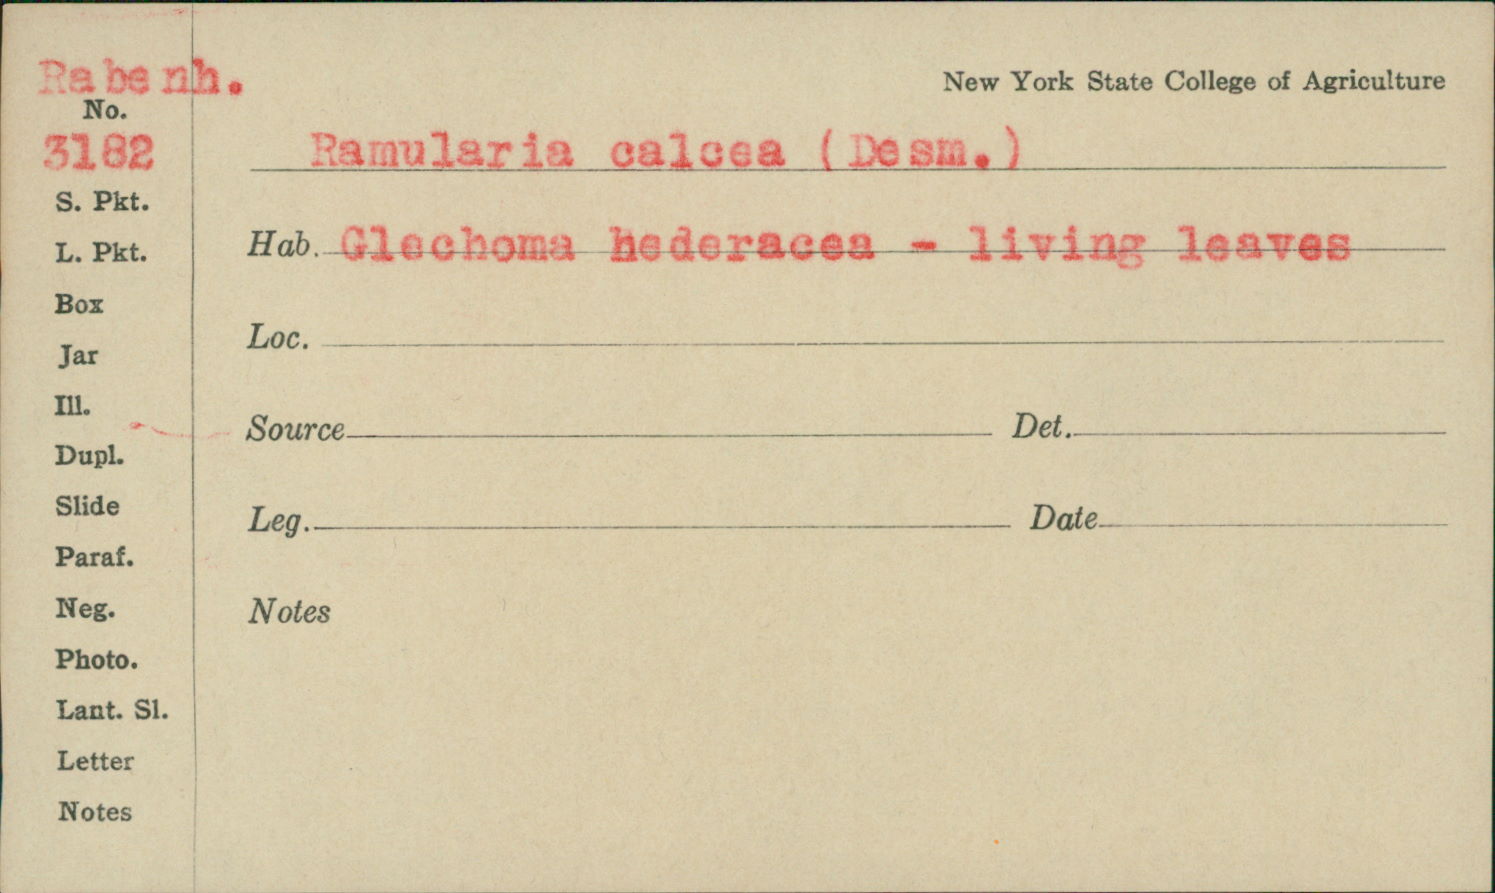 Rabenh.
New York State College of Agriculture
No.
3182
Ramularia calcea (Desm.)
S. Pkt.
Hab. Glechoma hederacea - living leaves
L. Pkt.
Box
Loc.
Jar
Ill.
Source Det.
Dupl.
Slide
Leg. Date
Paraf.
Neg.
Notes
Photo.
Lant. Sl.
Letter
Notes